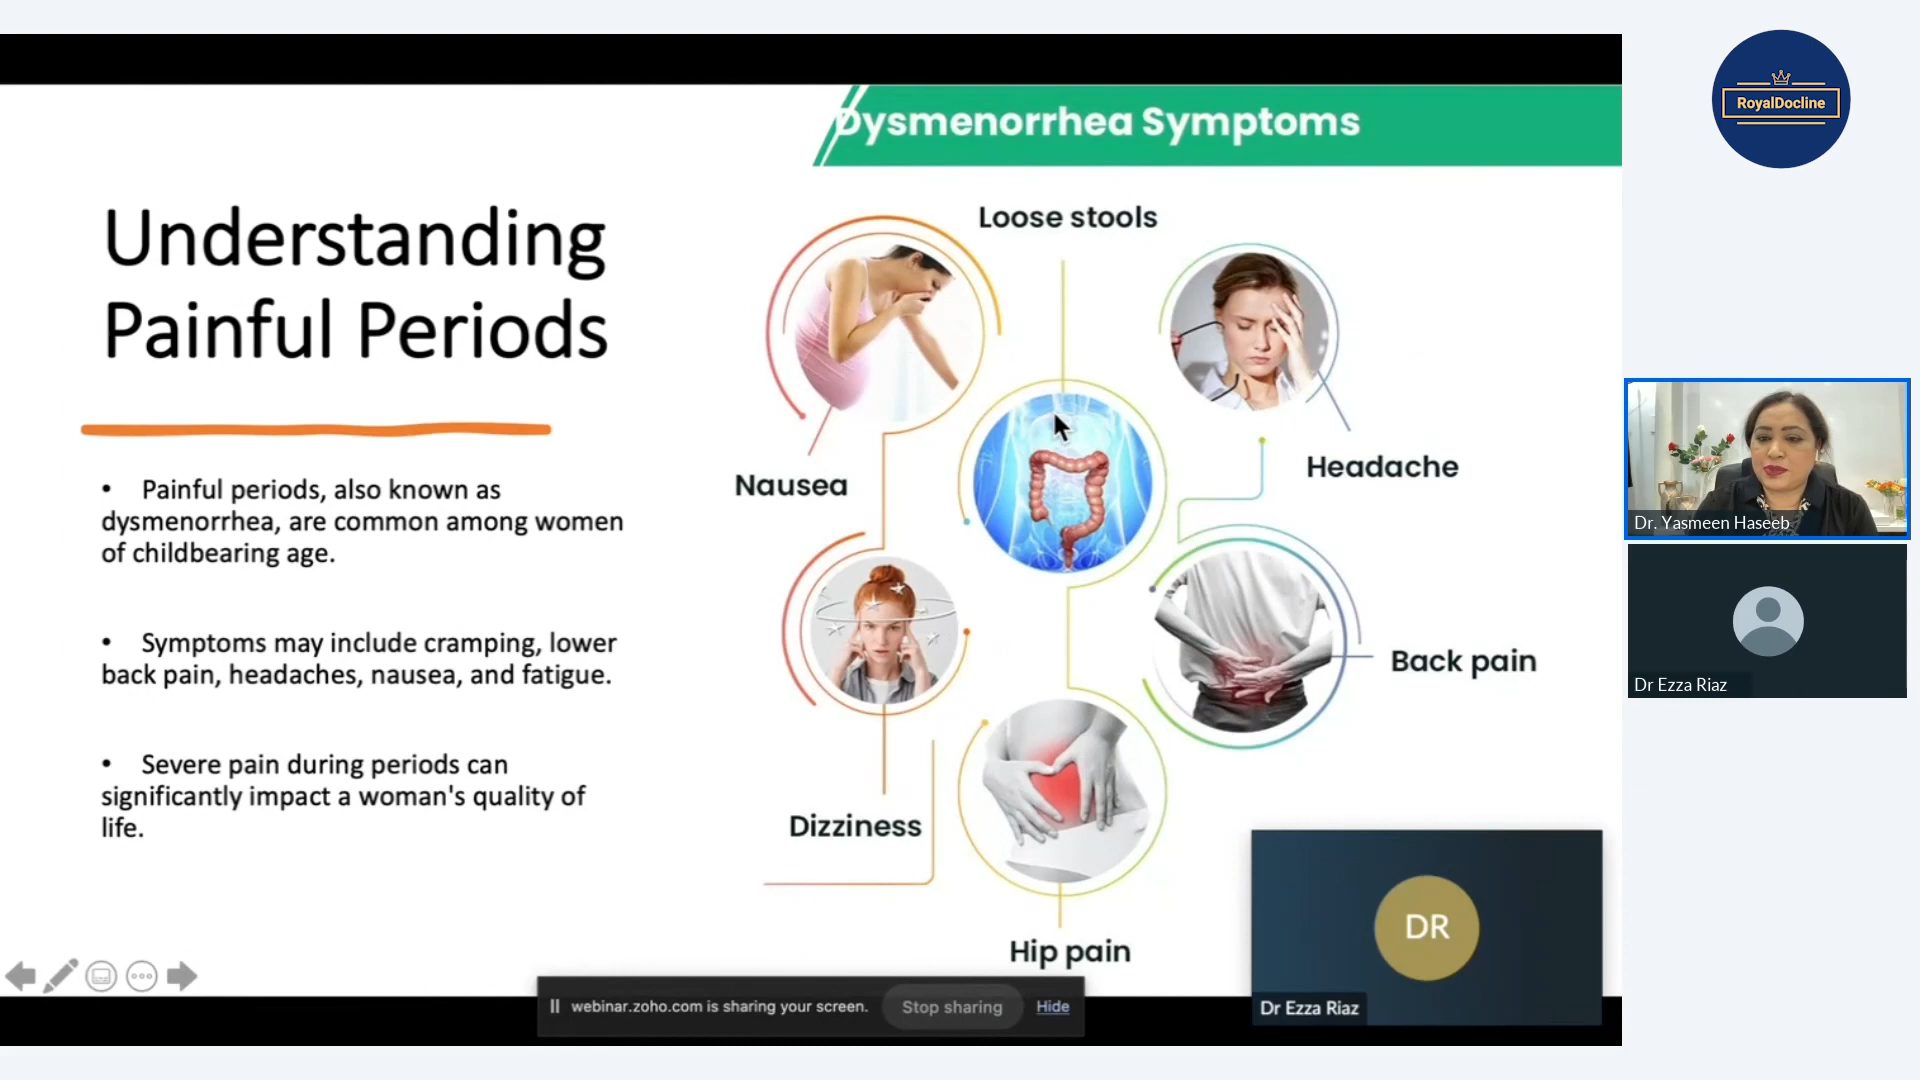 Dysmenorrhea Symptoms
RoyalDocline
Understanding
Painful Periods
• Painful periods, also known as
dysmenorrhea, are common among women
of childbearing age.
• Symptoms may include cramping, lower
back pain, headaches, nausea, and fatigue.
• Severe pain during periods can
significantly impact a woman's quality of
life.
Loose stools
Nausea
Headache
Back pain
Dizziness
Hip pain
webinar.zoho.com is sharing your screen.
Stop sharing
Hide
DR
Dr Ezza Riaz
Dr. Yasmeen Haseeb
Dr Ezza Riaz